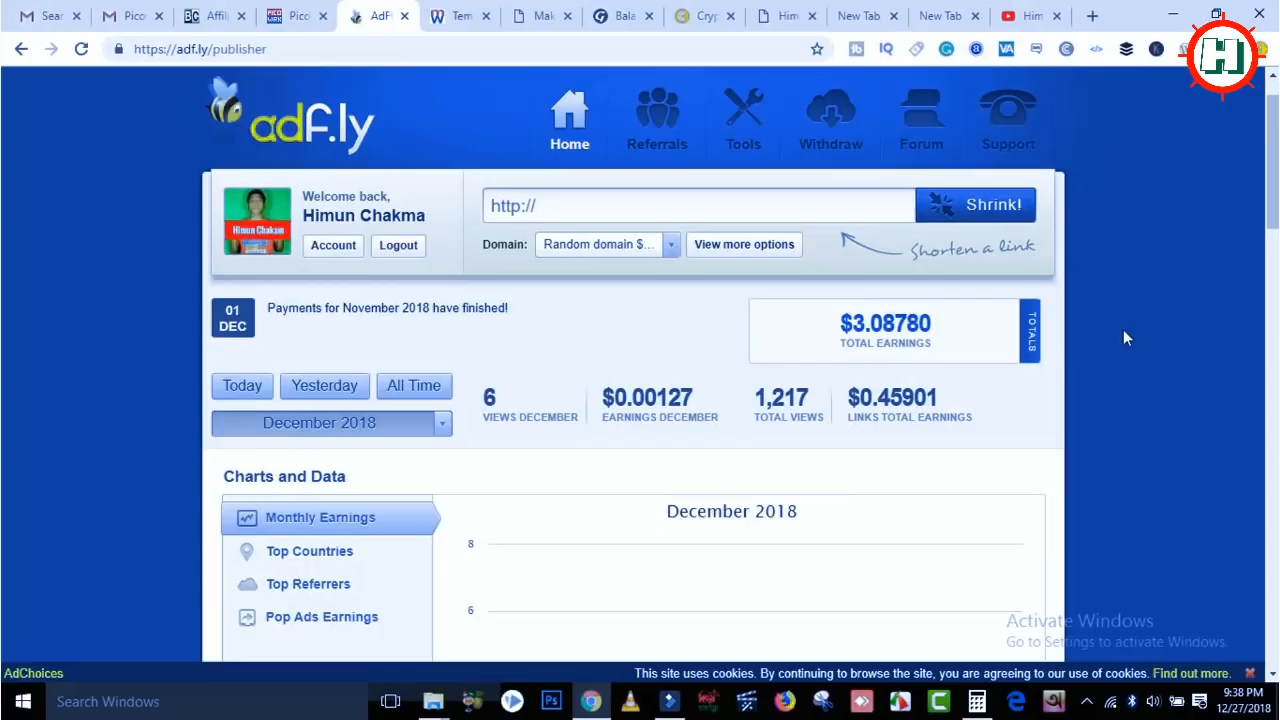 Sear
Pico
Affili
Pico
AdF
Tem
Mak
Bala
Cryp
Him
New Tab
New Tab
Him
https://adf.ly/publisher
IQ
VA
H
adf.ly
Home
Referrals
Tools
Withdraw
Forum
Support
Welcome back,
Himun Chakma
Himun Chakam
Account
Logout
http://
Shrink!
Domain:
Random domain $...
View more options
Shorten a link
01
DEC
Payments for November 2018 have finished!
$3.08780
TOTAL EARNINGS
TOTALS
Today
Yesterday
All Time
December 2018
6
VIEWS DECEMBER
$0.00127
EARNINGS DECEMBER
1,217
TOTAL VIEWS
$0.45901
LINKS TOTAL EARNINGS
Charts and Data
Monthly Earnings
Top Countries
Top Referrers
Pop Ads Earnings
December 2018
8
6
Activate Windows
Go to Settings to activate Windows.
AdChoices
This site uses cookies. By continuing to browse the site, you are agreeing to our use of cookies. Find out more.
Search Windows
9:38 PM
12/27/2018